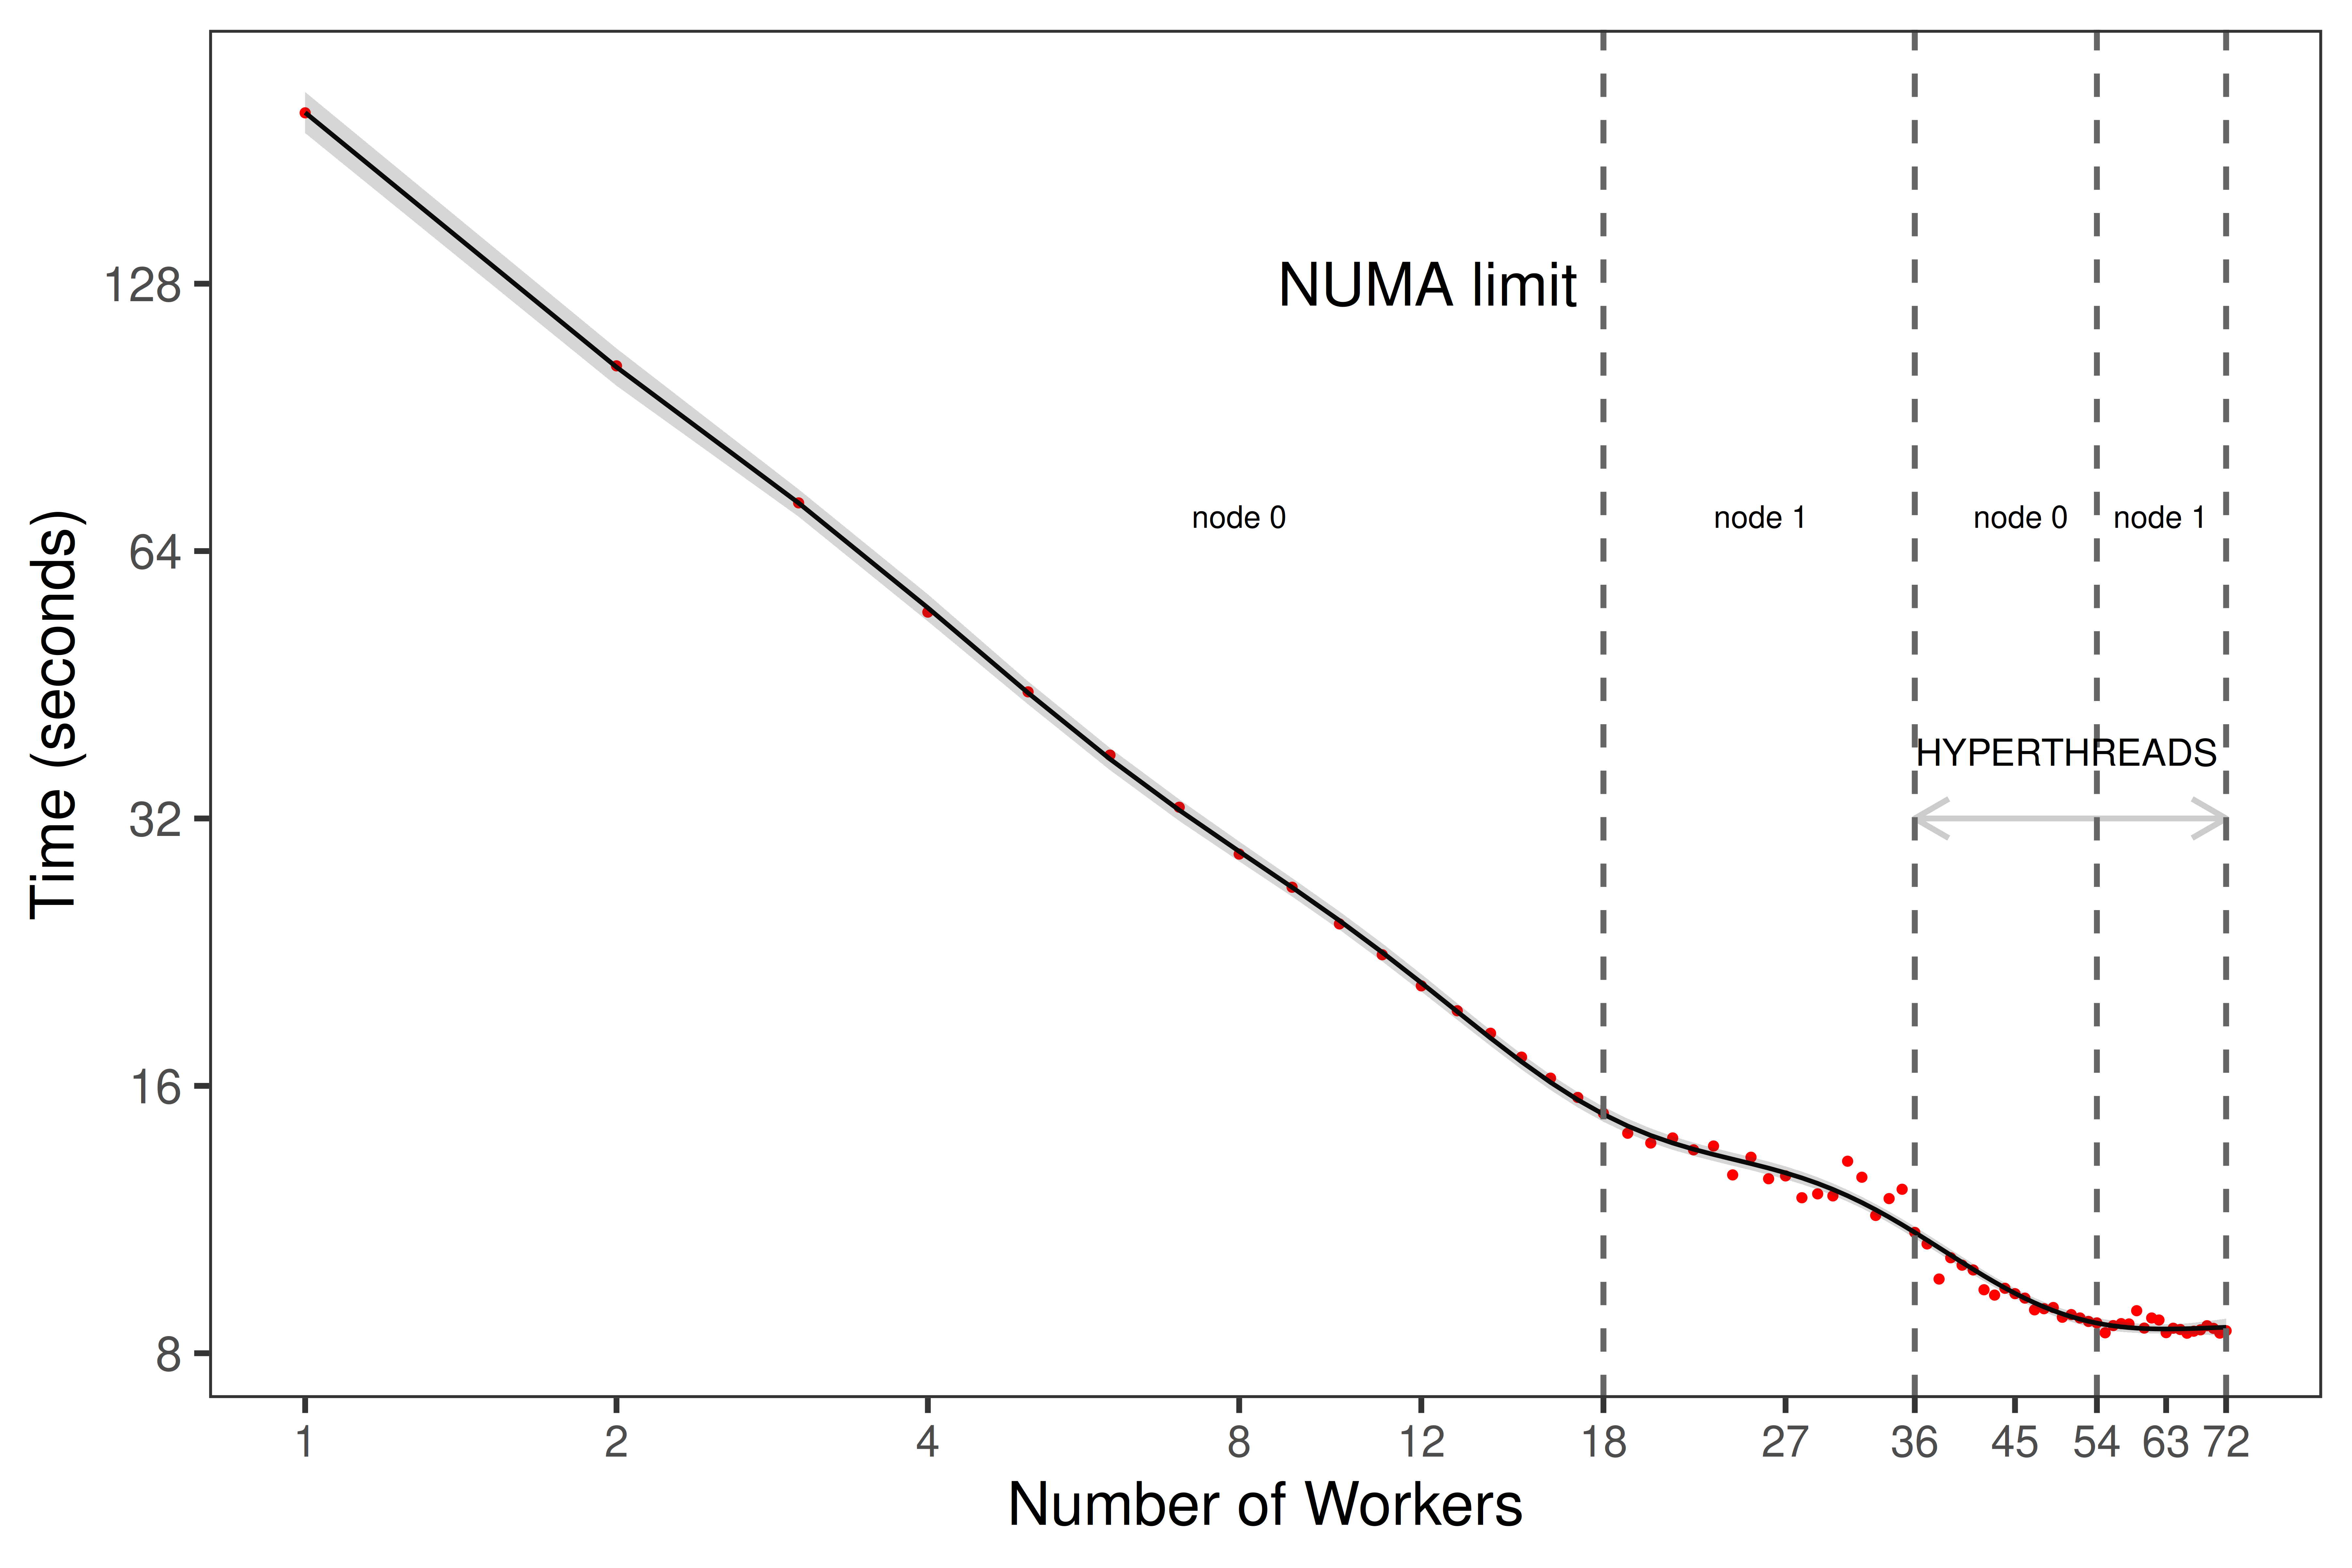 NUMA limit
node 0
node 1
node 0
node 1
HYPERTHREADS
Time (seconds)
128
64
32
16
8
1
2
4
8
12
18
27
36
45
54
63
72
Number of Workers